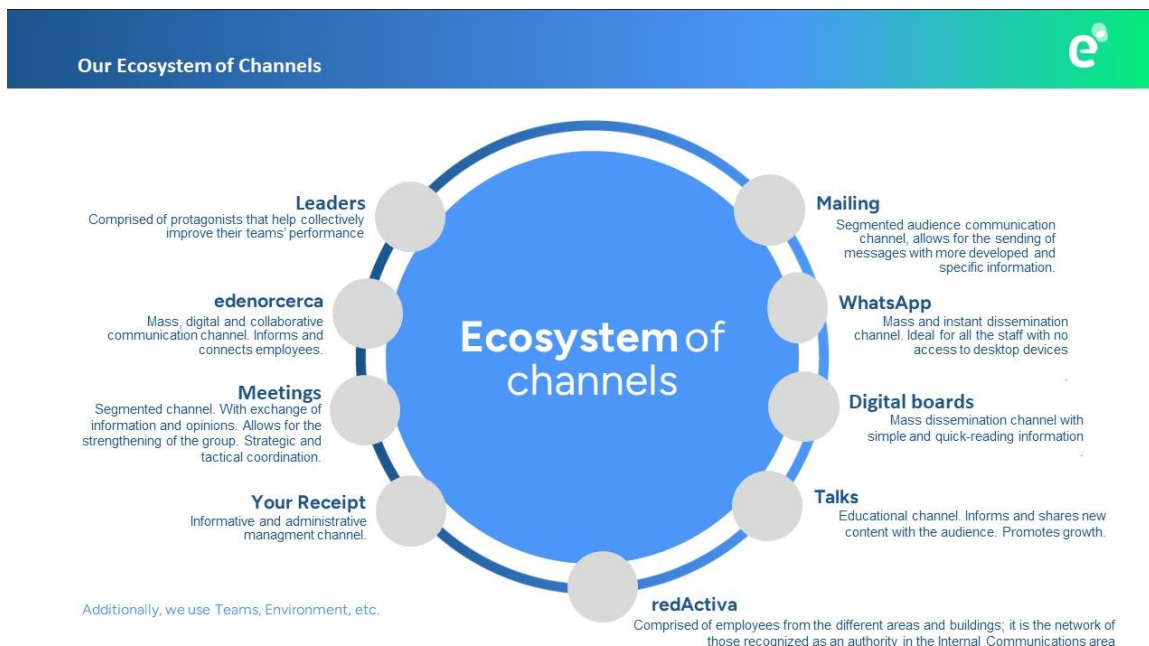 Our Ecosystem of Channels
e
Leaders
Comprised of protagonists that help collectively
improve their teams' performance
edenorcerca
Mass, digital and collaborative
communication channel. Informs and
connects employees.
Meetings
Segmented channel. With exchange of
information and opinions. Allows for the
strengthening of the group. Strategic and
tactical coordination.
Your Receipt
Informative and administrative
managment channel.
Additionally, we use Teams, Environment, etc.
Ecosystem of
channels
Mailing
Segmented audience communication
channel, allows for the sending of
messages with more developed and
specific information.
WhatsApp
Mass and instant dissemination
channel. Ideal for all the staff with no
access to desktop devices
.
Digital boards
Mass dissemination channel with
simple and quick-reading information
.
Talks
Educational channel. Informs and shares new
content with the audience. Promotes growth.
redActiva
Comprised of employees from the different areas and buildings; it is the network of
those recognized as an authority in the Internal Communications area